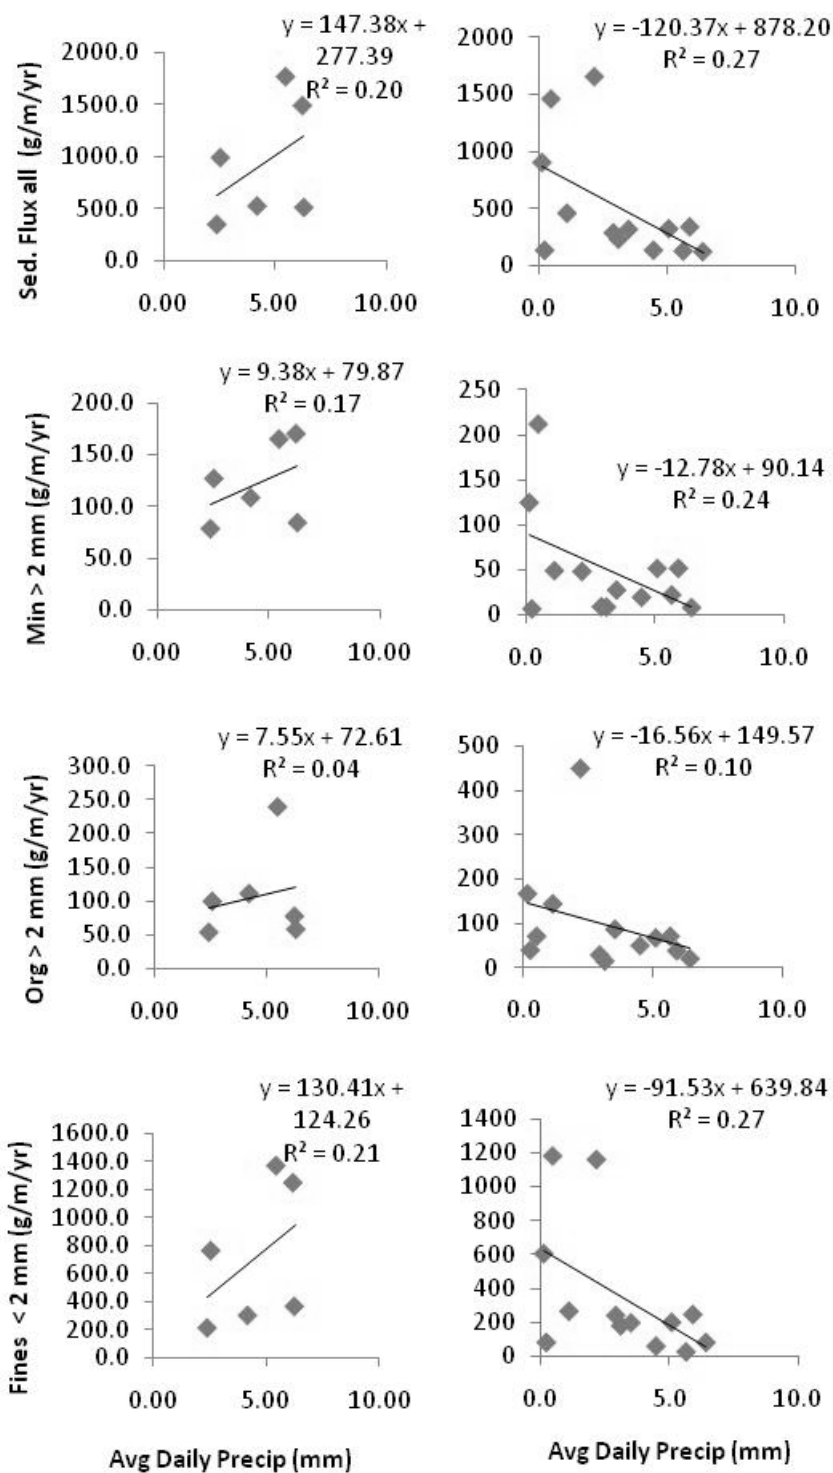 y = 147.38x +
277.39
R² = 0.20
Sed. Flux all (g/m/yr)
2000.0
1500.0
1000.0
500.0
0.0
0.00 5.00 10.00
y = -120.37x + 878.20
R² = 0.27
2000
1500
1000
500
0
0.0 5.0 10.0
y = 9.38x + 79.87
R² = 0.17
Min > 2 mm (g/m/yr)
200.0
150.0
100.0
50.0
0.0
0.00 5.00 10.00
250
200
150
100
50
0
y = -12.78x + 90.14
R² = 0.24
0.0 5.0 10.0
y = 7.55x + 72.61
R² = 0.04
Org > 2 mm (g/m/yr)
300.0
250.0
200.0
150.0
100.0
50.0
0.0
0.00 5.00 10.00
y = -16.56x + 149.57
R² = 0.10
500
400
300
200
100
0
0.0 5.0 10.0
y = 130.41x +
124.26
R² = 0.21
Fines < 2 mm (g/m/yr)
1600.0
1400.0
1200.0
1000.0
800.0
600.0
400.0
200.0
0.0
0.00 5.00 10.00
Avg Daily Precip (mm)
y = -91.53x + 639.84
R² = 0.27
1400
1200
1000
800
600
400
200
0
0.0 5.0 10.0
Avg Daily Precip (mm)